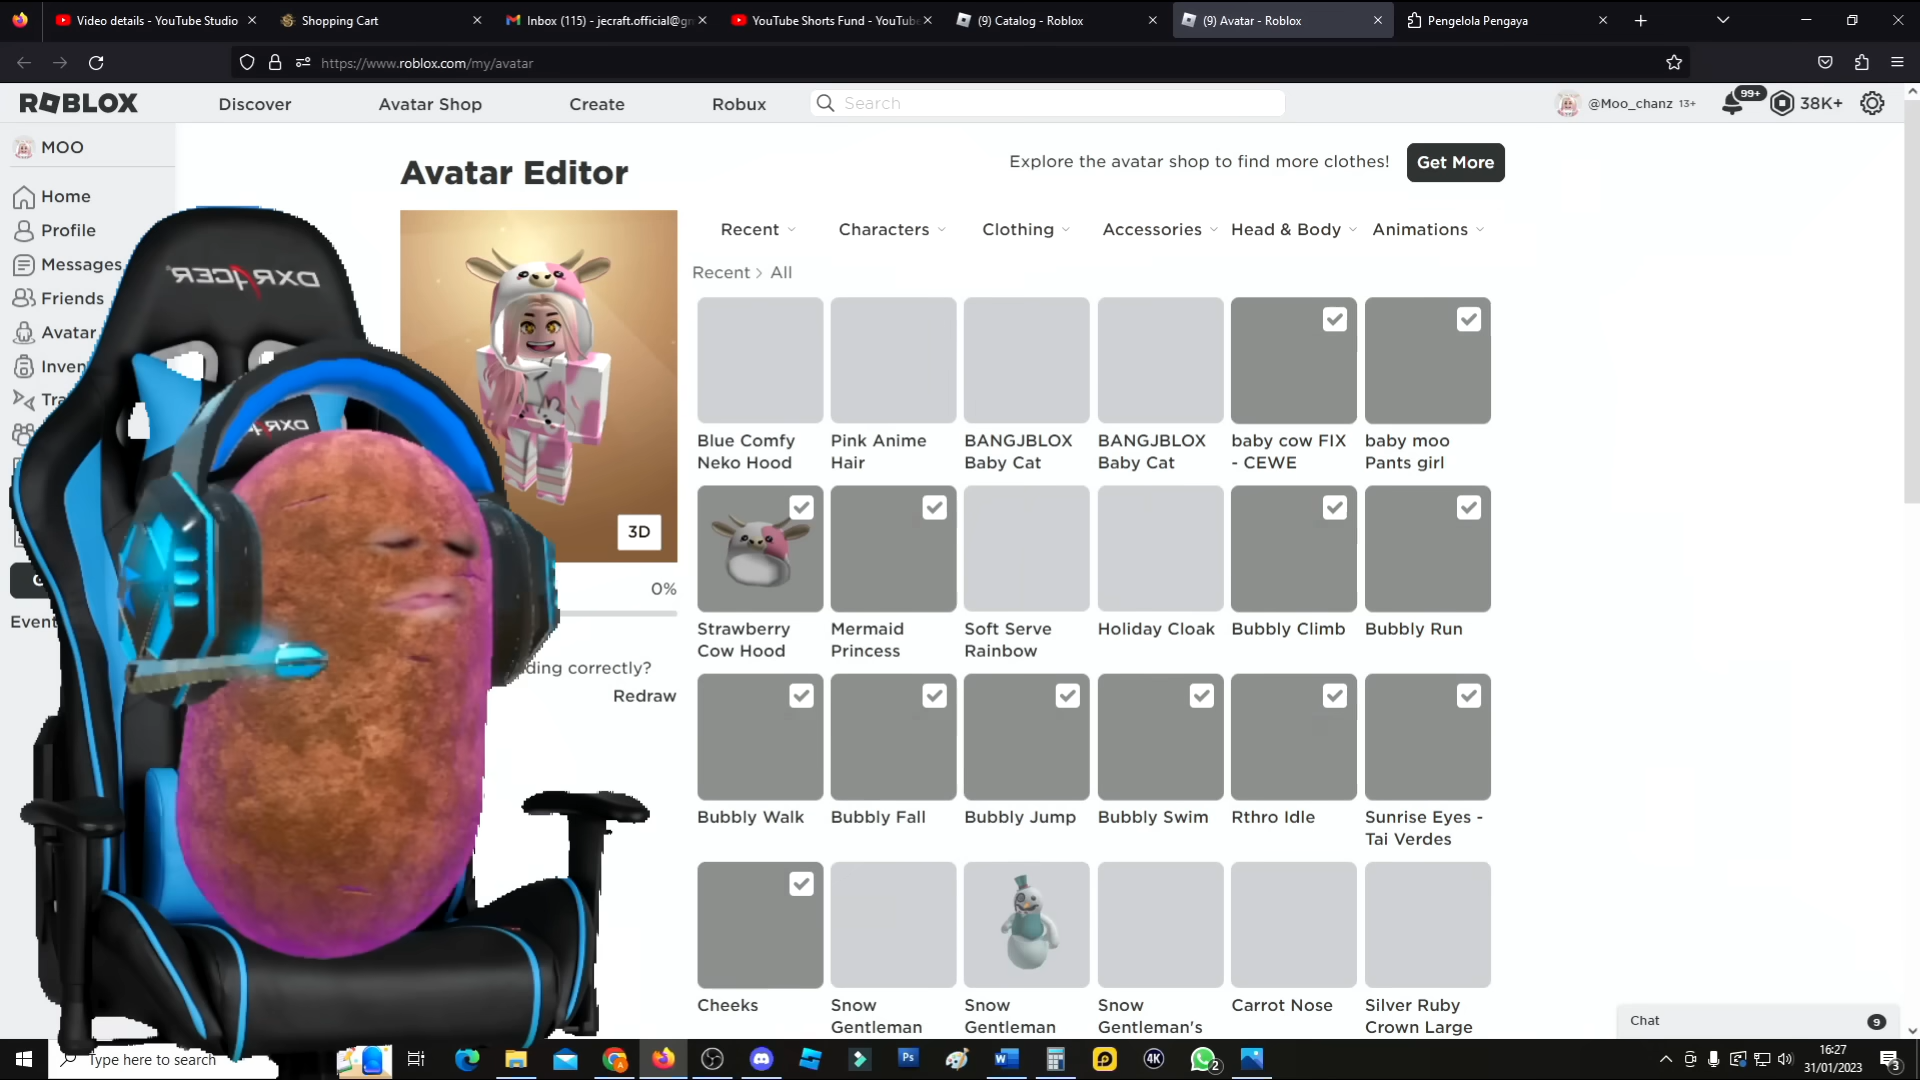 Video details - YouTube Studio
Shopping Cart
Inbox (115) - jecraft.official@g
YouTube Shorts Fund - YouTube
(9) Catalog - Roblox
(9) Avatar - Roblox
Pengelola Pengaya
https://www.roblox.com/my/avatar
ROBLOX
Discover
Avatar Shop
Create
Robux
Search
@Moo_chanz 13+
99+
38K+
MOO
Home
Profile
Messages
Friends
Avatar
Inven
Tra
Event
DXRACER
DXRACER
Avatar Editor
Explore the avatar shop to find more clothes!
Get More
Recent
Characters
Clothing
Accessories
Head & Body
Animations
Recent > All
3D
0%
ding correctly?
Redraw
Blue Comfy
Neko Hood
Pink Anime
Hair
BANGJBLOX
Baby Cat
BANGJBLOX
Baby Cat
baby cow FIX
- CEWE
baby moo
Pants girl
Strawberry
Cow Hood
Mermaid
Princess
Soft Serve
Rainbow
Holiday Cloak
Bubbly Climb
Bubbly Run
Bubbly Walk
Bubbly Fall
Bubbly Jump
Bubbly Swim
Rthro Idle
Sunrise Eyes -
Tai Verdes
Cheeks
Snow
Gentleman
Snow
Gentleman
Snow
Gentleman's
Carrot Nose
Silver Ruby
Crown Large
Chat
9
Type here to search
Ps
W
4K
2
16:27
31/01/2023
3